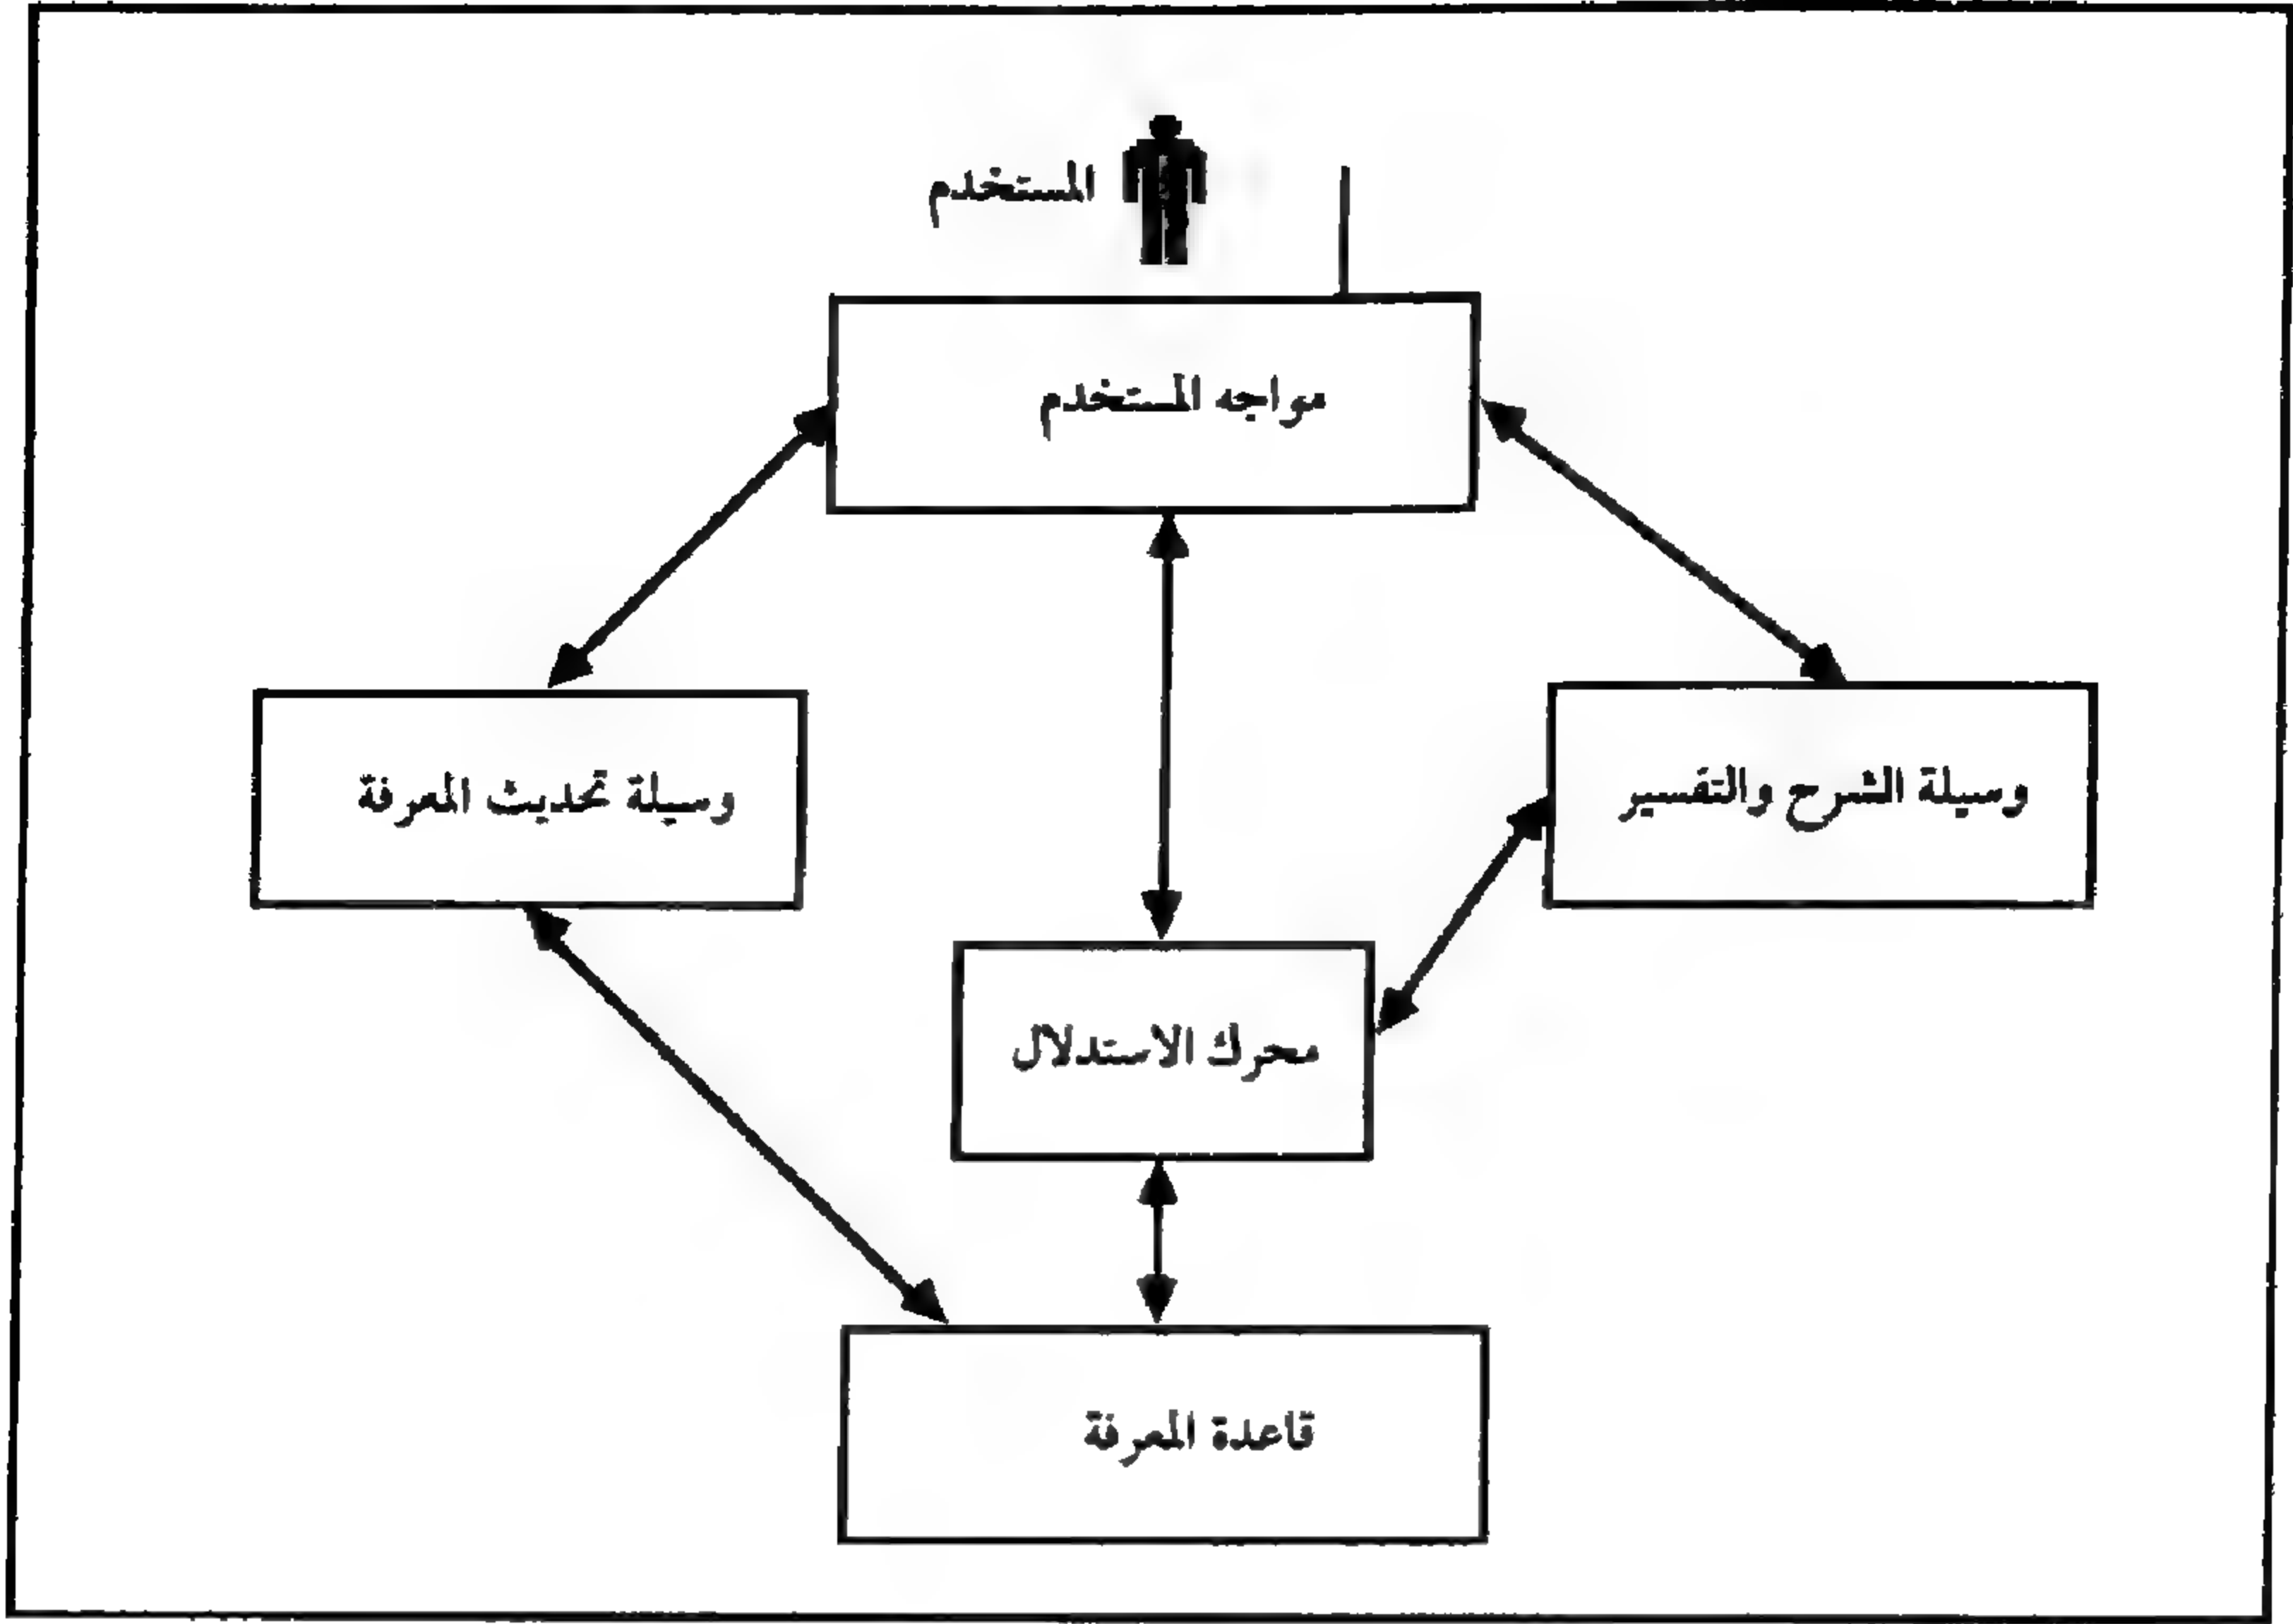 المستخدم
مواجه المستخدم
وسيلة الشرح والتفسير
وسيلة تحديث المعرفة
محرك الاستدلال
قاعدة المعرفة